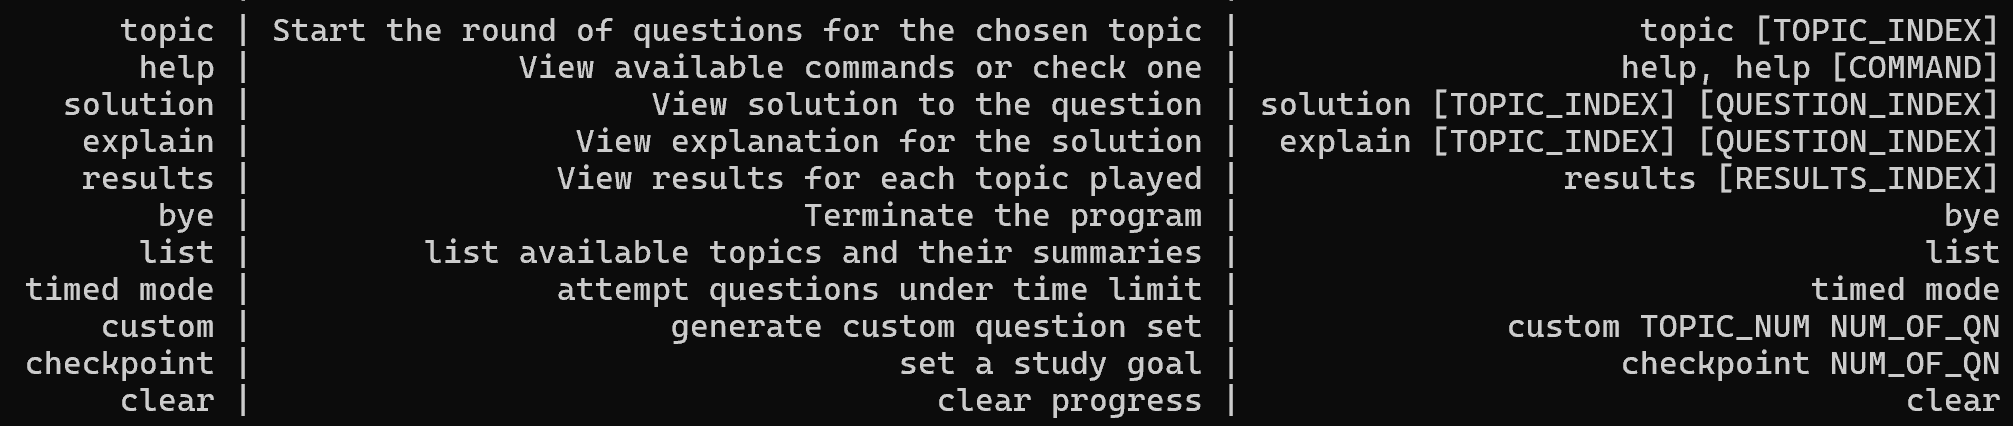 topic | Start the round of questions for the chosen topic | topic [TOPIC_INDEX]
help | View available commands or check one | help, help [COMMAND]
solution | View solution to the question | solution [TOPIC_INDEX] [QUESTION_INDEX]
explain | View explanation for the solution | explain [TOPIC_INDEX] [QUESTION_INDEX]
results | View results for each topic played | results [RESULTS_INDEX]
bye | Terminate the program | bye
list | list available topics and their summaries | list
timed mode | attempt questions under time limit | timed mode
custom | generate custom question set | custom TOPIC_NUM NUM_OF_QN
checkpoint | set a study goal | checkpoint NUM_OF_QN
clear | clear progress | clear